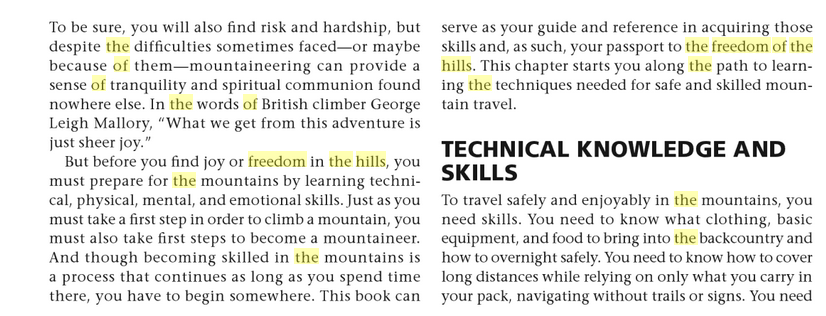 To be sure, you will also find risk and hardship, but
despite the difficulties sometimes faced—or maybe
because of them—mountaineering can provide a
sense of tranquility and spiritual communion found
nowhere else. In the words of British climber George
Leigh Mallory, “What we get from this adventure is
just sheer joy.”
But before you find joy or freedom in the hills, you
must prepare for the mountains by learning techni-
cal, physical, mental, and emotional skills. Just as you
must take a first step in order to climb a mountain, you
must also take first steps to become a mountaineer.
And though becoming skilled in the mountains is
a process that continues as long as you spend time
there, you have to begin somewhere. This book can
serve as your guide and reference in acquiring those
skills and, as such, your passport to the freedom of the
hills. This chapter starts you along the path to learn-
ing the techniques needed for safe and skilled moun-
tain travel.
TECHNICAL KNOWLEDGE AND
SKILLS
To travel safely and enjoyably in the mountains, you
need skills. You need to know what clothing, basic
equipment, and food to bring into the backcountry and
how to overnight safely. You need to know how to cover
long distances while relying on only what you carry in
your pack, navigating without trails or signs. You need